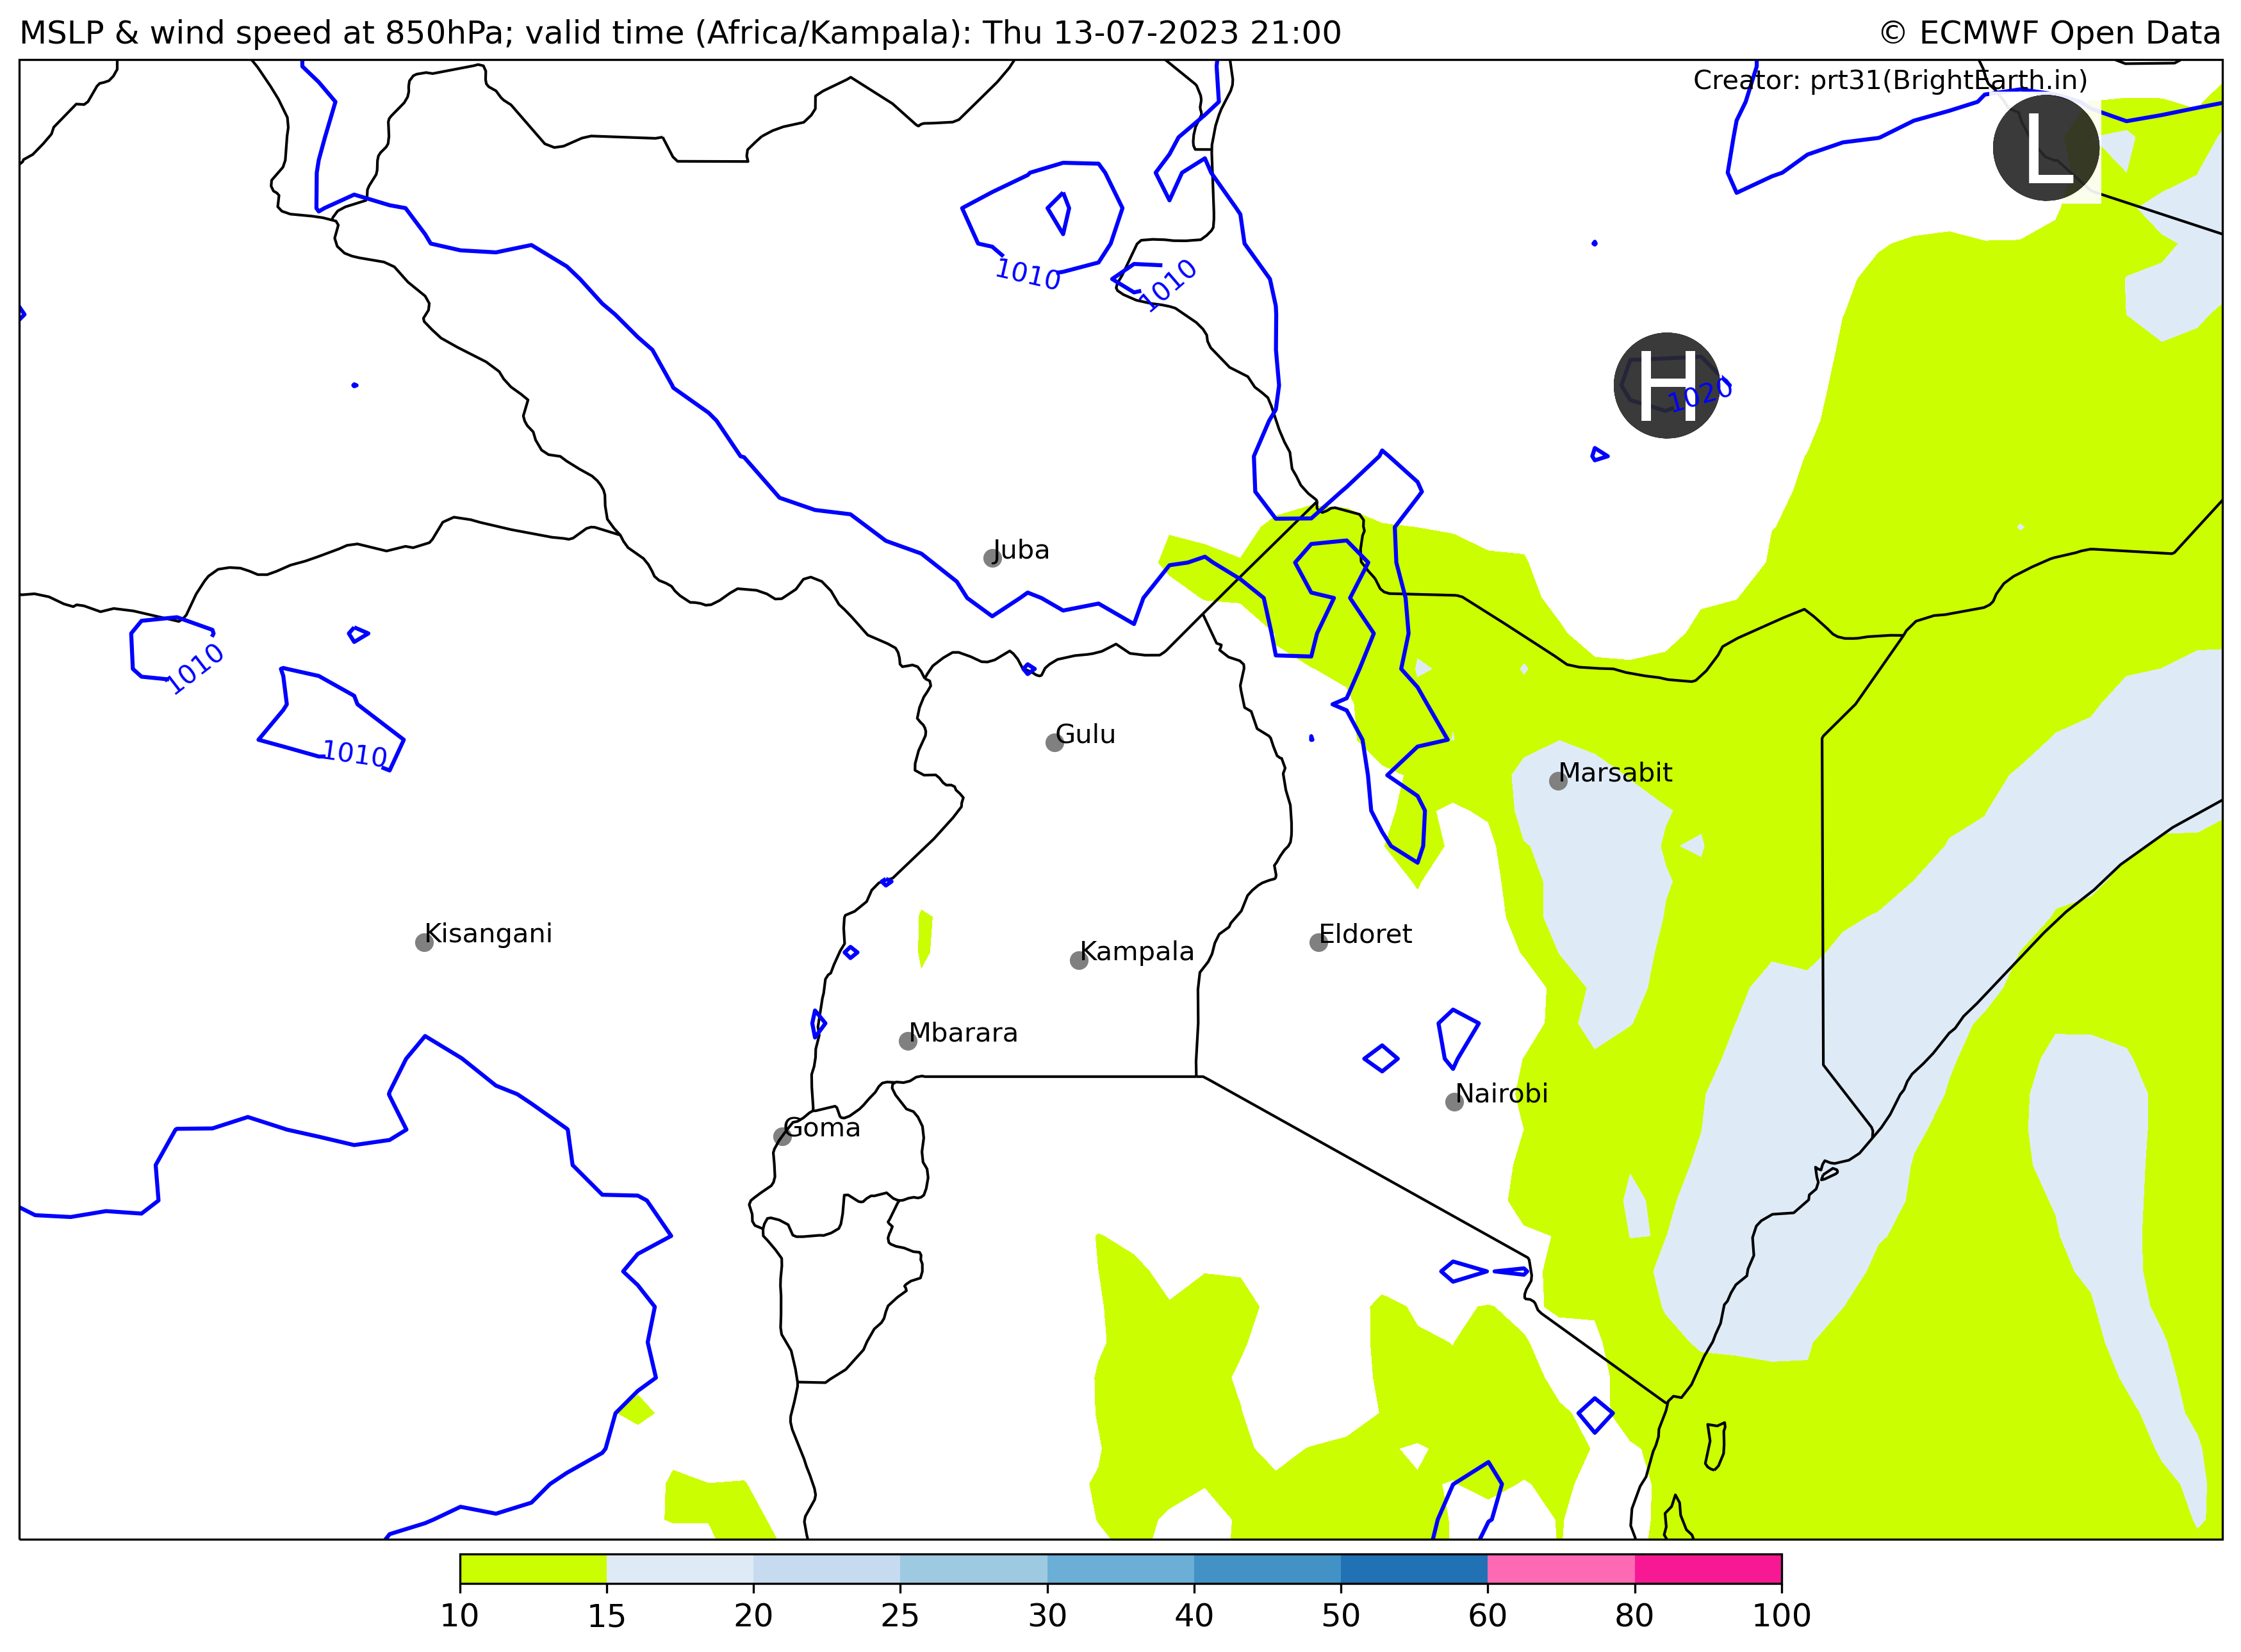 MSLP & wind speed at 850hPa; valid time (Africa/Kampala): Thu 13-07-2023 21:00
© ECMWF Open Data
Creator: prt31(BrightEarth.in)
L
1010
1010
H
1020
Juba
1010
Gulu
1010
Marsabit
Kisangani
Eldoret
Kampala
Mbarara
Nairobi
Goma
10 15 20 25 30 40 50 60 80 100